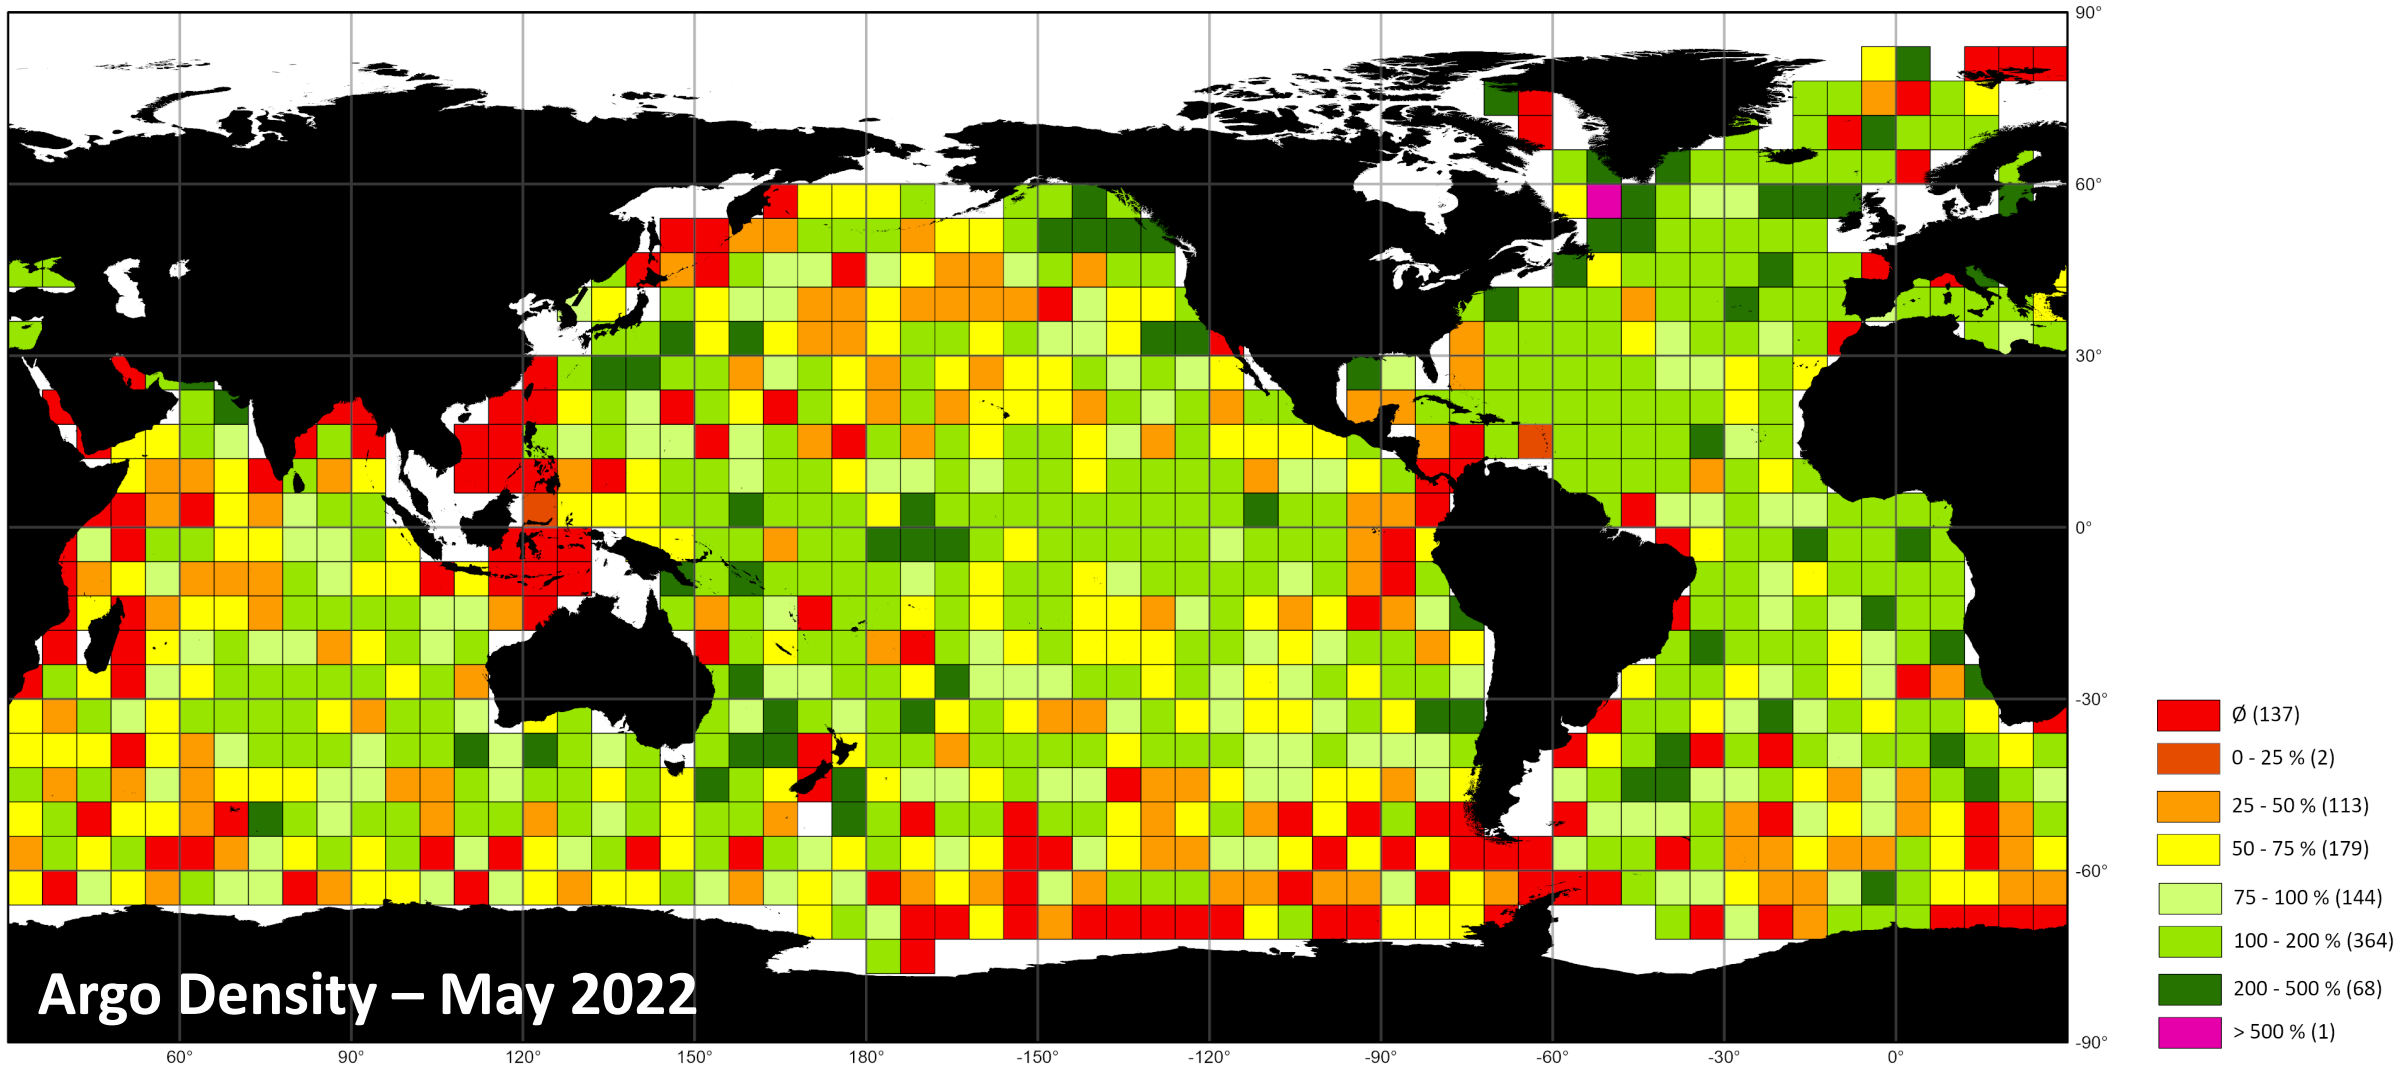 90°
60°
30°
0°
-30°
Ø (137)
0 - 25 % (2)
25 - 50 % (113)
50 - 75 % (179)
-60°
75 - 100 % (144)
100 - 200 % (364)
200 - 500 % (68)
> 500 % (1)
-90°
Argo Density – May 2022
60° 90° 120° 150° 180° -150° -120° -90° -60° -30° 0°